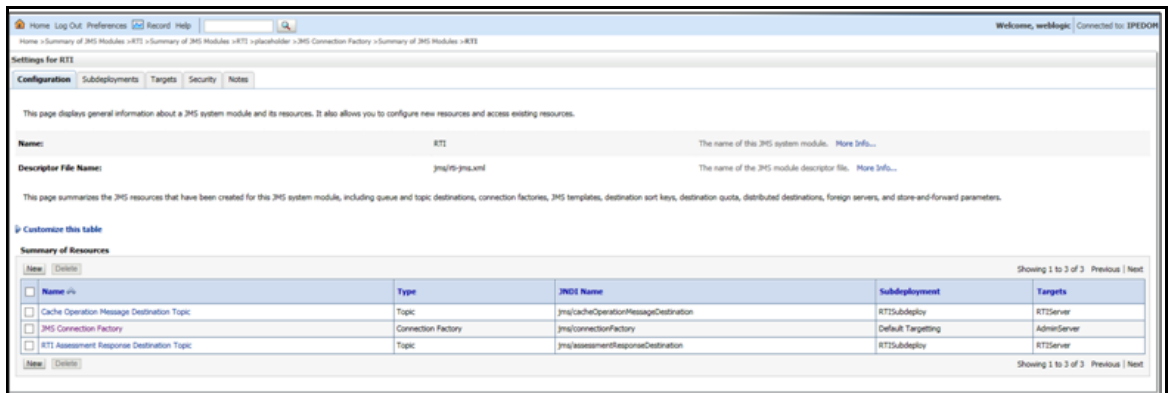 Home Log Out Preferences Record Help
Welcome, weblogic Connected to: IPEDOM
Home >Summary of JMS Modules >RTI >Summary of JMS Modules >RTI >placeholder >JMS Connection Factory >Summary of JMS Modules >RTI
Settings for RTI
Configuration Subdeployments Targets Security Notes
This page displays general information about a JMS system module and its resources. It also allows you to configure new resources and access existing resources.
Name: RTI The name of this JMS system module. More Info...
Descriptor File Name: jms/rti-jms.xml The name of the JMS module descriptor file. More Info...
This page summarizes the JMS resources that have been created for this JMS system module, including queue and topic destinations, connection factories, JMS templates, destination sort keys, destination quota, distributed destinations, foreign servers, and store-and-forward parameters.
Customize this table
Summary of Resources
New Delete Showing 1 to 3 of 3 Previous | Next
Name Type JNDI Name Subdeployment Targets
Cache Operation Message Destination Topic Topic jms/cacheOperationMessageDestination RTISubdeploy RTIServer
JMS Connection Factory Connection Factory jms/connectionFactory Default Targetting AdminServer
RTI Assessment Response Destination Topic Topic jms/assessmentResponseDestination RTISubdeploy RTIServer
New Delete Showing 1 to 3 of 3 Previous | Next